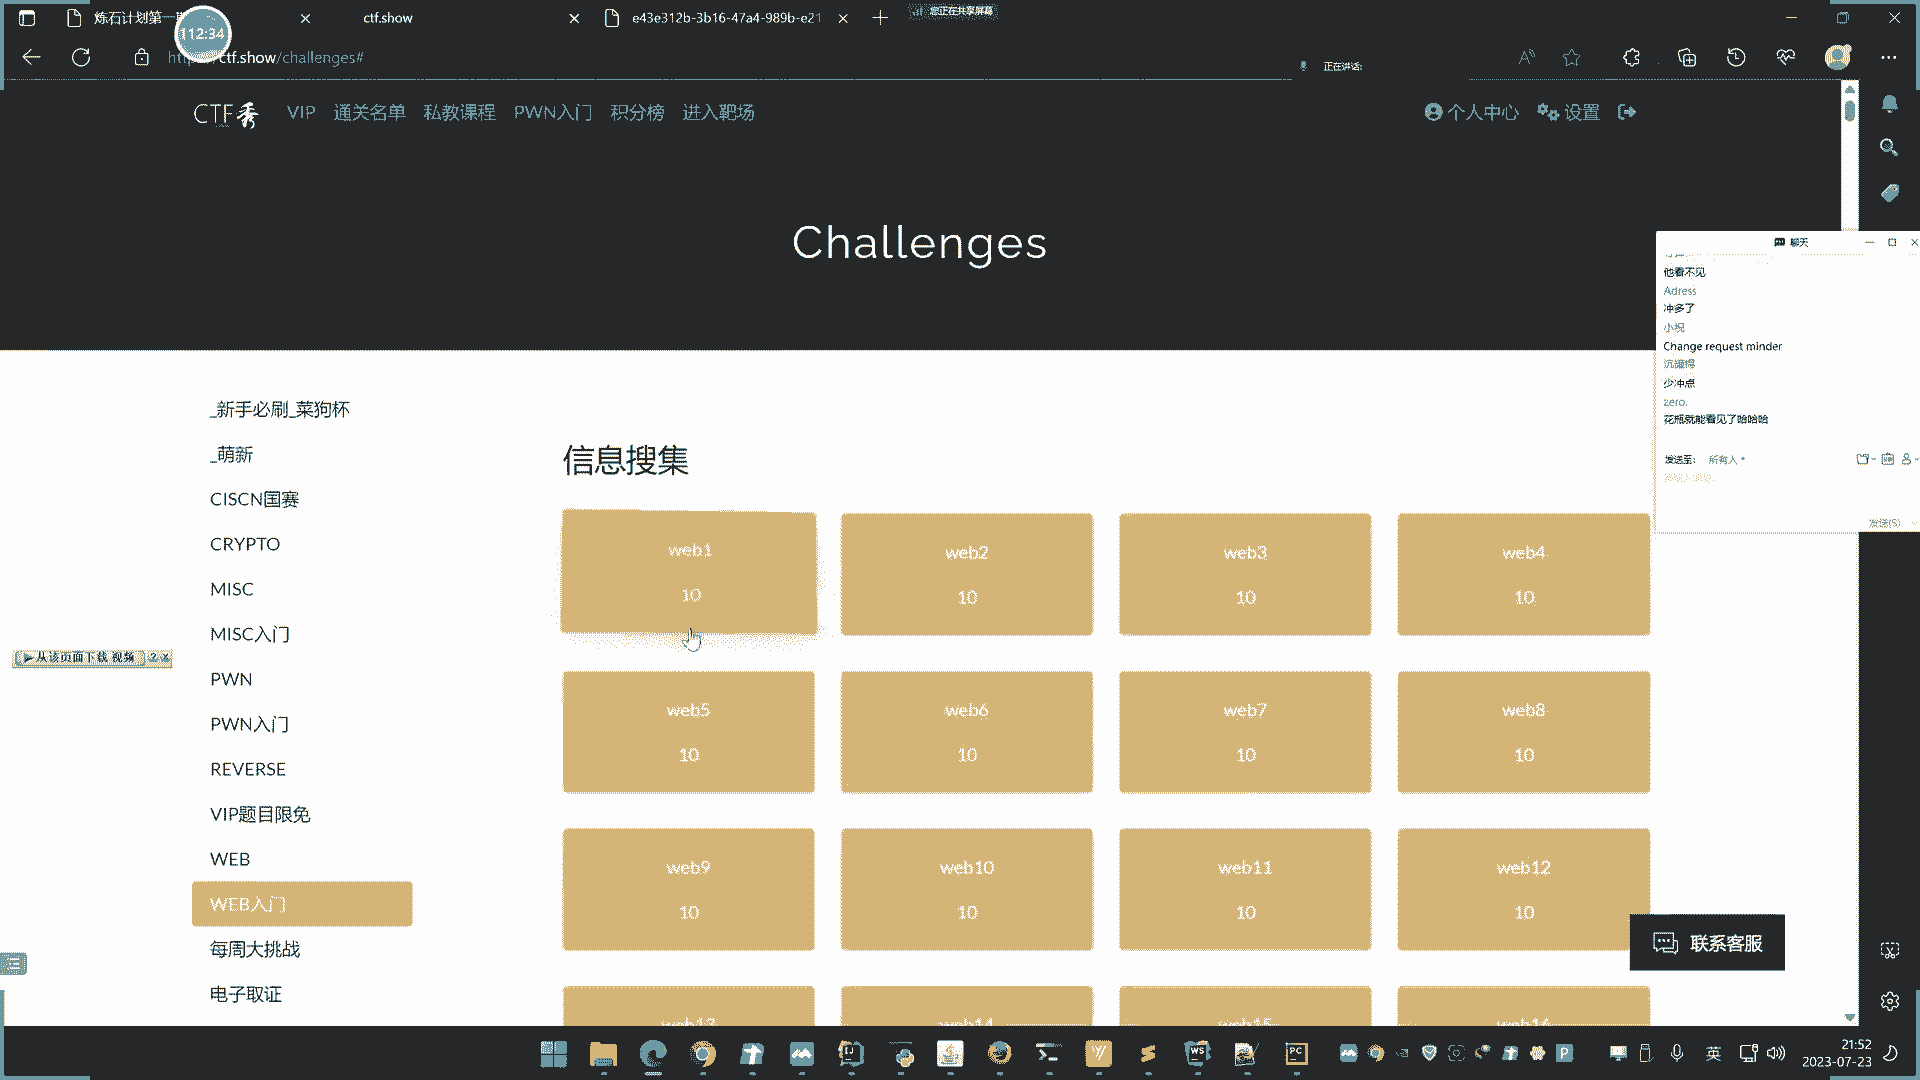 炼石计划第一
112:34
ctf.show
e43e312b-3b16-47a4-989b-e21
您正在共享屏幕
ctf.show/challenges#
正在讲话:
CTF秀
VIP
通关名单
私教课程
PWN入门
积分榜
进入靶场
个人中心
设置
Challenges
聊天
他看不见
Adress
冲多了
小祝
Change request minder
少冲点
zero.
花瓶就能看见了哈哈哈
发送至:
所有人
发送(S)
_新手必刷_菜狗杯
_萌新
CISCN国赛
CRYPTO
MISC
MISC入门
PWN
PWN入门
REVERSE
VIP题目限免
WEB
WEB入门
每周大挑战
电子取证
从该页面下载 视频
?
信息搜集
web1
10
web2
10
web3
10
web4
10
web5
10
web6
10
web7
10
web8
10
web9
10
web10
10
web11
10
web12
10
web13
web14
web15
web16
联系客服
英
21:52
2023-07-23